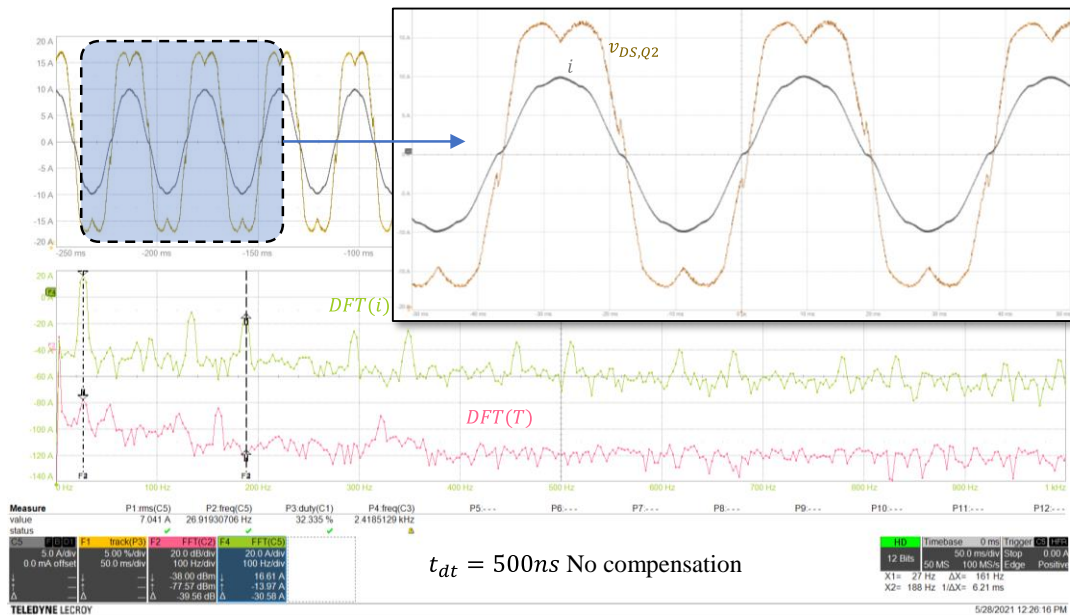 20 A
15 A
10 A
5 A
0 A
-5 A
-10 A
-15 A
-20 A
-250 ms
-200 ms
-150 ms
-100 ms
v_{DS,Q2}
i
20 A
0 A
-20 A
-40 A
-60 A
-80 A
-100 A
-120 A
-140 A
DFT(i)
DFT(T)
0 Hz
100 Hz
200 Hz
300 Hz
400 Hz
500 Hz
600 Hz
700 Hz
800 Hz
900 Hz
1 kHz
Measure P1:rms(C5) P2:freq(C5) P3:duty(C1) P4:freq(C3) P5:--- P6:--- P7:--- P8:--- P9:--- P10:--- P11:--- P12:---
value 7.041 A 26.91930706 Hz 32.335 % 2.4185129 kHz
status
C5
5.0 A/div
0.0 mA offset
F1 track(P3)
5.00 %/div
50.0 ms/div
F2 FFT(C2)
20.0 dB/div
100 Hz/div
-38.00 dBm
-77.57 dBm
-39.56 dB
F4 FFT(C5)
20.0 A/div
100 Hz/div
16.61 A
-13.97 A
-30.58 A
t_{dt} = 500ns No compensation
HD
12 Bits
Timebase 0 ms
50.0 ms/div
50 MS 100 MS/s
Trigger C5 HFR
Stop 0.00 A
Edge Positive
X1= 27 Hz ΔX= 161 Hz
X2= 188 Hz 1/ΔX= 6.21 ms
TELEDYNE LECROY
5/28/2021 12:26:16 PM